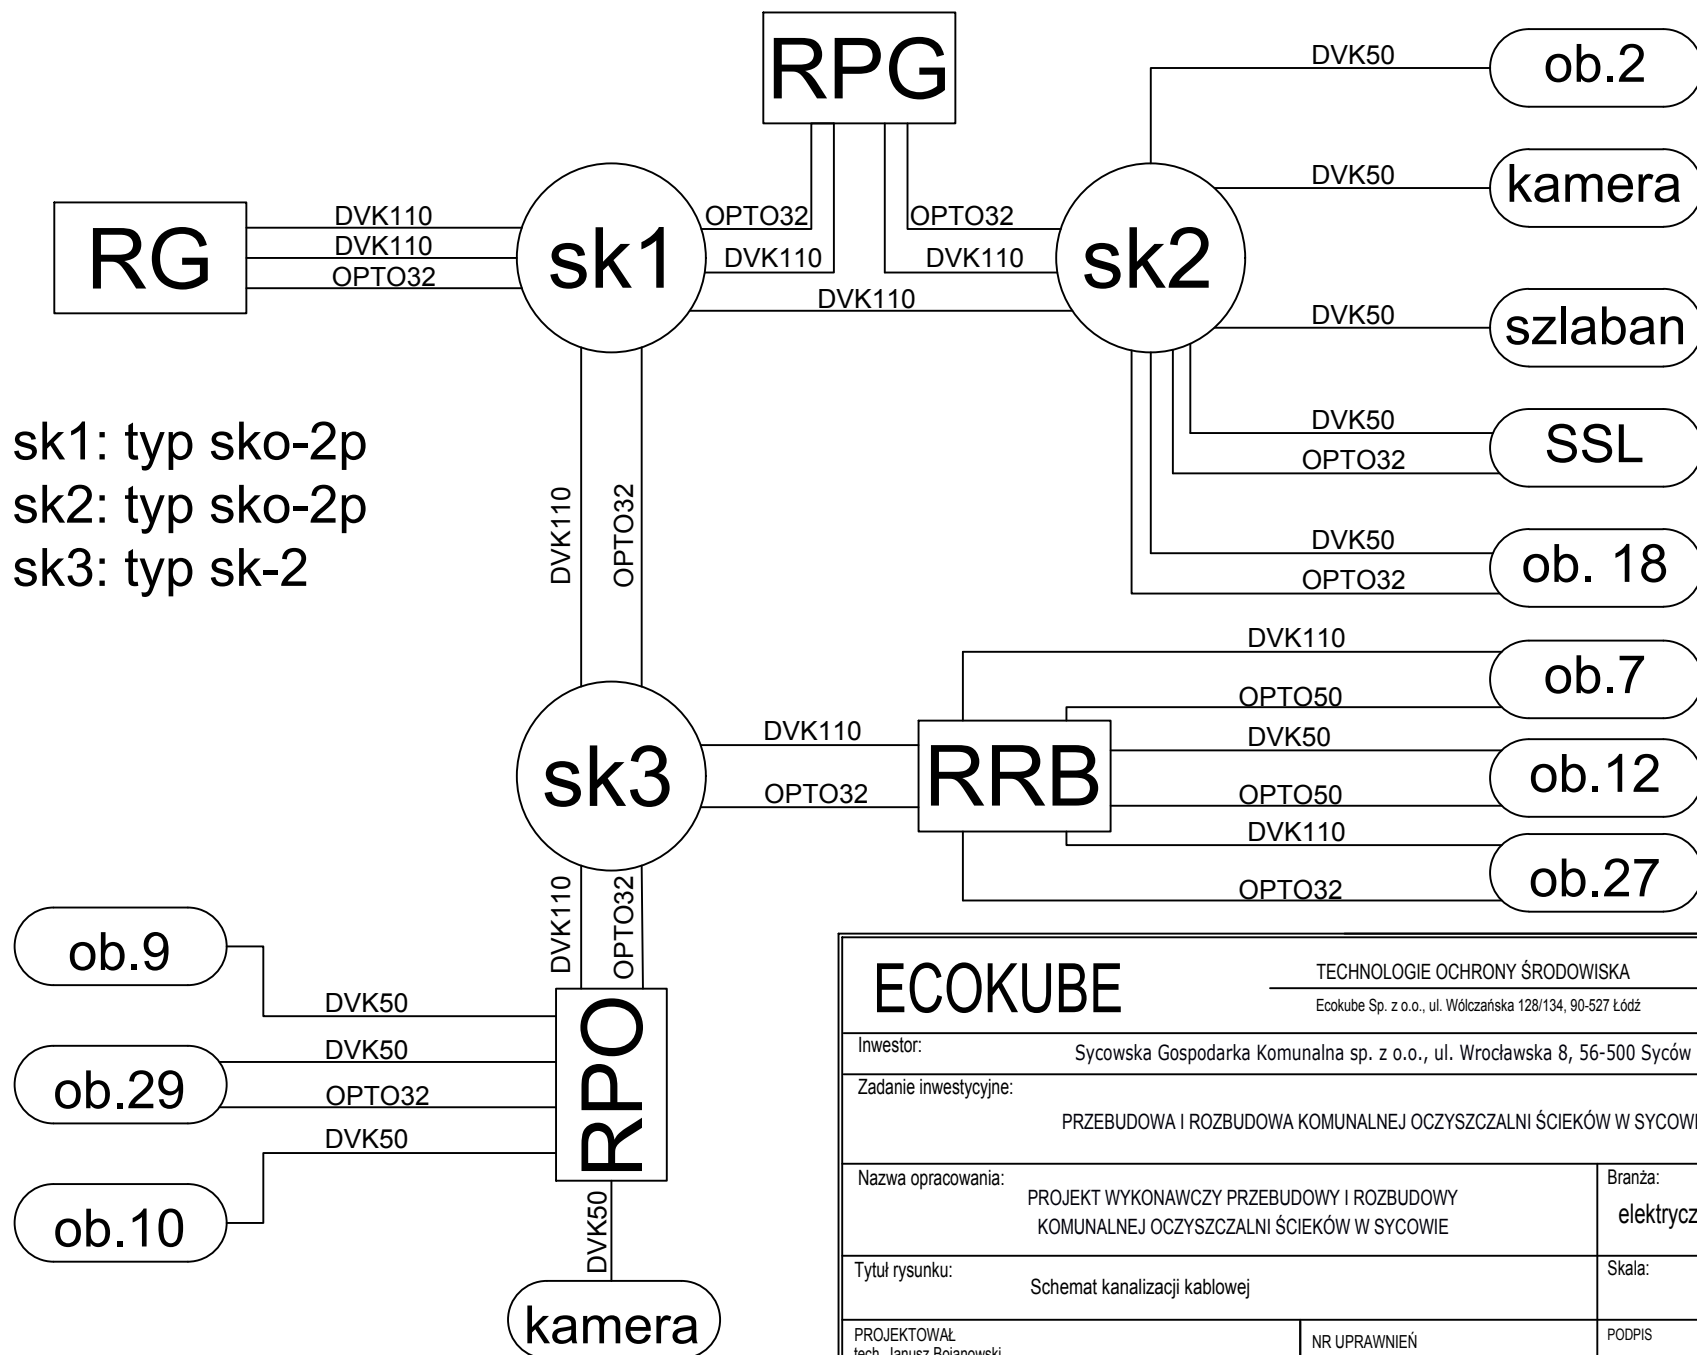 RPG
DVK50
ob.2
DVK50
kamera
RG
DVK110
DVK110
OPTO32
sk1
OPTO32
DVK110
OPTO32
DVK110
DVK110
sk2
DVK50
szlaban
DVK50
OPTO32
SSL
DVK50
OPTO32
ob. 18
sk1: typ sko-2p
sk2: typ sko-2p
sk3: typ sk-2
DVK110
OPTO32
sk3
DVK110
OPTO32
RRB
DVK110
OPTO50
ob.7
DVK50
OPTO50
ob.12
DVK110
OPTO32
ob.27
DVK110
OPTO32
ob.9
DVK50
ob.29
DVK50
OPTO32
ob.10
DVK50
RPO
DVK50
kamera
ECOKUBE
TECHNOLOGIE OCHRONY ŚRODOWISKA
Ecokube Sp. z o.o., ul. Wólczańska 128/134, 90-527 Łódź
Inwestor:
Sycowska Gospodarka Komunalna sp. z o.o., ul. Wrocławska 8, 56-500 Syców
Zadanie inwestycyjne:
PRZEBUDOWA I ROZBUDOWA KOMUNALNEJ OCZYSZCZALNI ŚCIEKÓW W SYCOWI
Nazwa opracowania:
PROJEKT WYKONAWCZY PRZEBUDOWY I ROZBUDOWY
KOMUNALNEJ OCZYSZCZALNI ŚCIEKÓW W SYCOWIE
Branża:
elektrycz
Tytuł rysunku:
Schemat kanalizacji kablowej
Skala:
PROJEKTOWAŁ
tech. Janusz Bojanowski
NR UPRAWNIEŃ
PODPIS